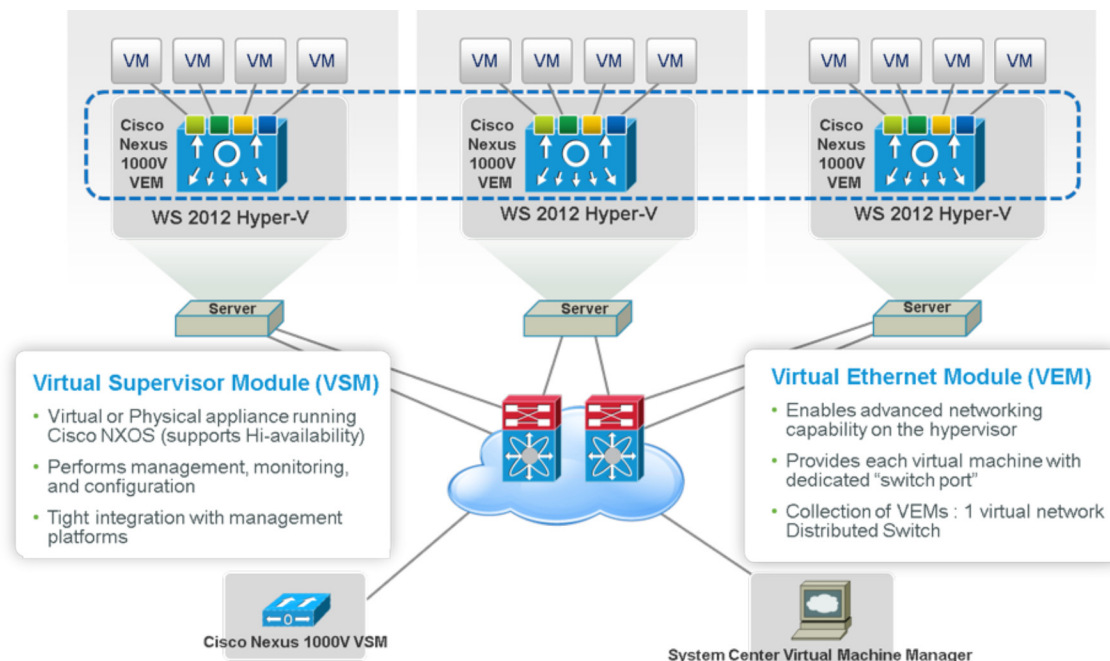 VM VM VM VM
VM VM VM VM
VM VM VM VM
Cisco
Nexus
1000V
VEM
WS 2012 Hyper-V
Cisco
Nexus
1000V
VEM
WS 2012 Hyper-V
Cisco
Nexus
1000V
VEM
WS 2012 Hyper-V
Server
Server
Server
Virtual Supervisor Module (VSM)
• Virtual or Physical appliance running
Cisco NXOS (supports Hi-availability)
• Performs management, monitoring,
and configuration
• Tight integration with management
platforms
Virtual Ethernet Module (VEM)
• Enables advanced networking
capability on the hypervisor
• Provides each virtual machine with
dedicated “switch port”
• Collection of VEMs : 1 virtual network
Distributed Switch
Cisco Nexus 1000V VSM
System Center Virtual Machine Manager